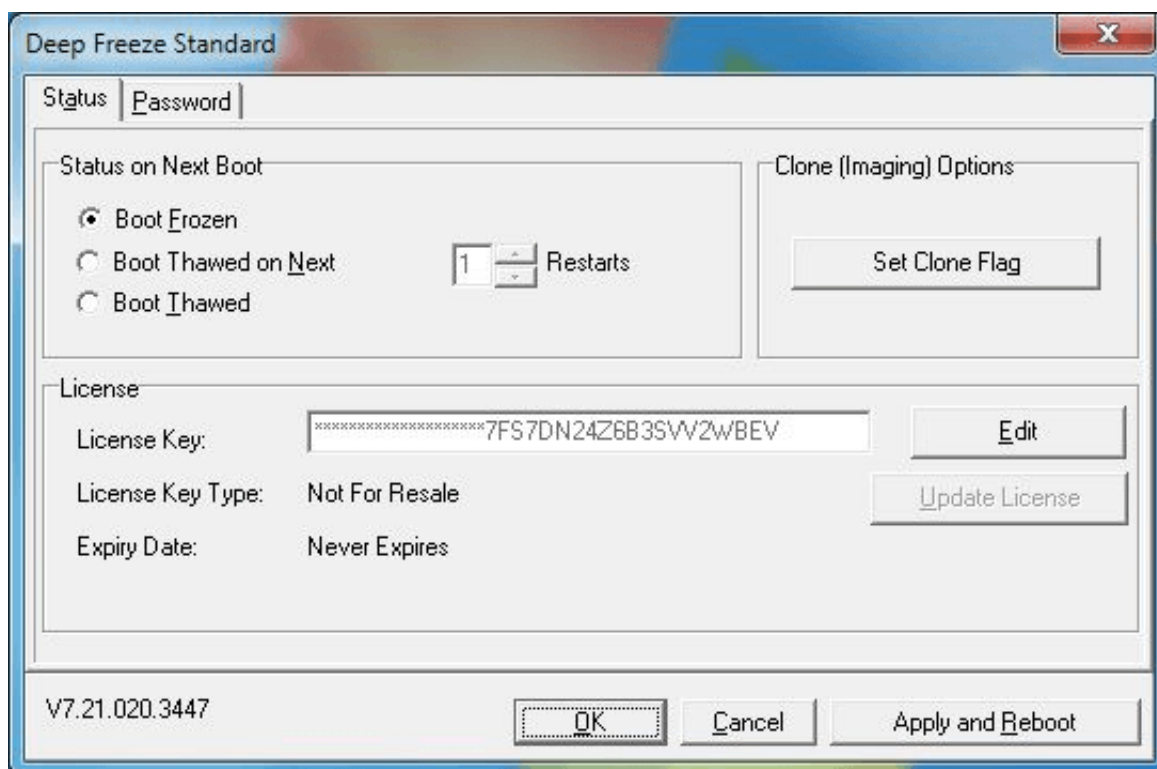 Deep Freeze Standard
Status Password
Status on Next Boot
Boot Frozen
Boot Thawed on Next 1 Restarts
Boot Thawed
Clone (Imaging) Options
Set Clone Flag
License
License Key: ********************7FS7DN24Z6B3SVV2WBEV Edit
License Key Type: Not For Resale Update License
Expiry Date: Never Expires
V7.21.020.3447 OK Cancel Apply and Reboot